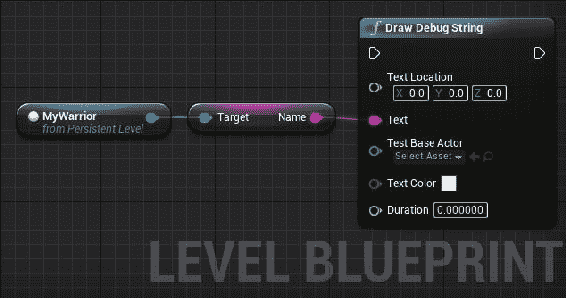 Draw Debug String
Text Location
X 0.0 Y 0.0 Z 0.0
MyWarrior
from Persistent Level
Target Name
Text
Test Base Actor
Select Asset
Text Color
Duration 0.000000
LEVEL BLUEPRINT